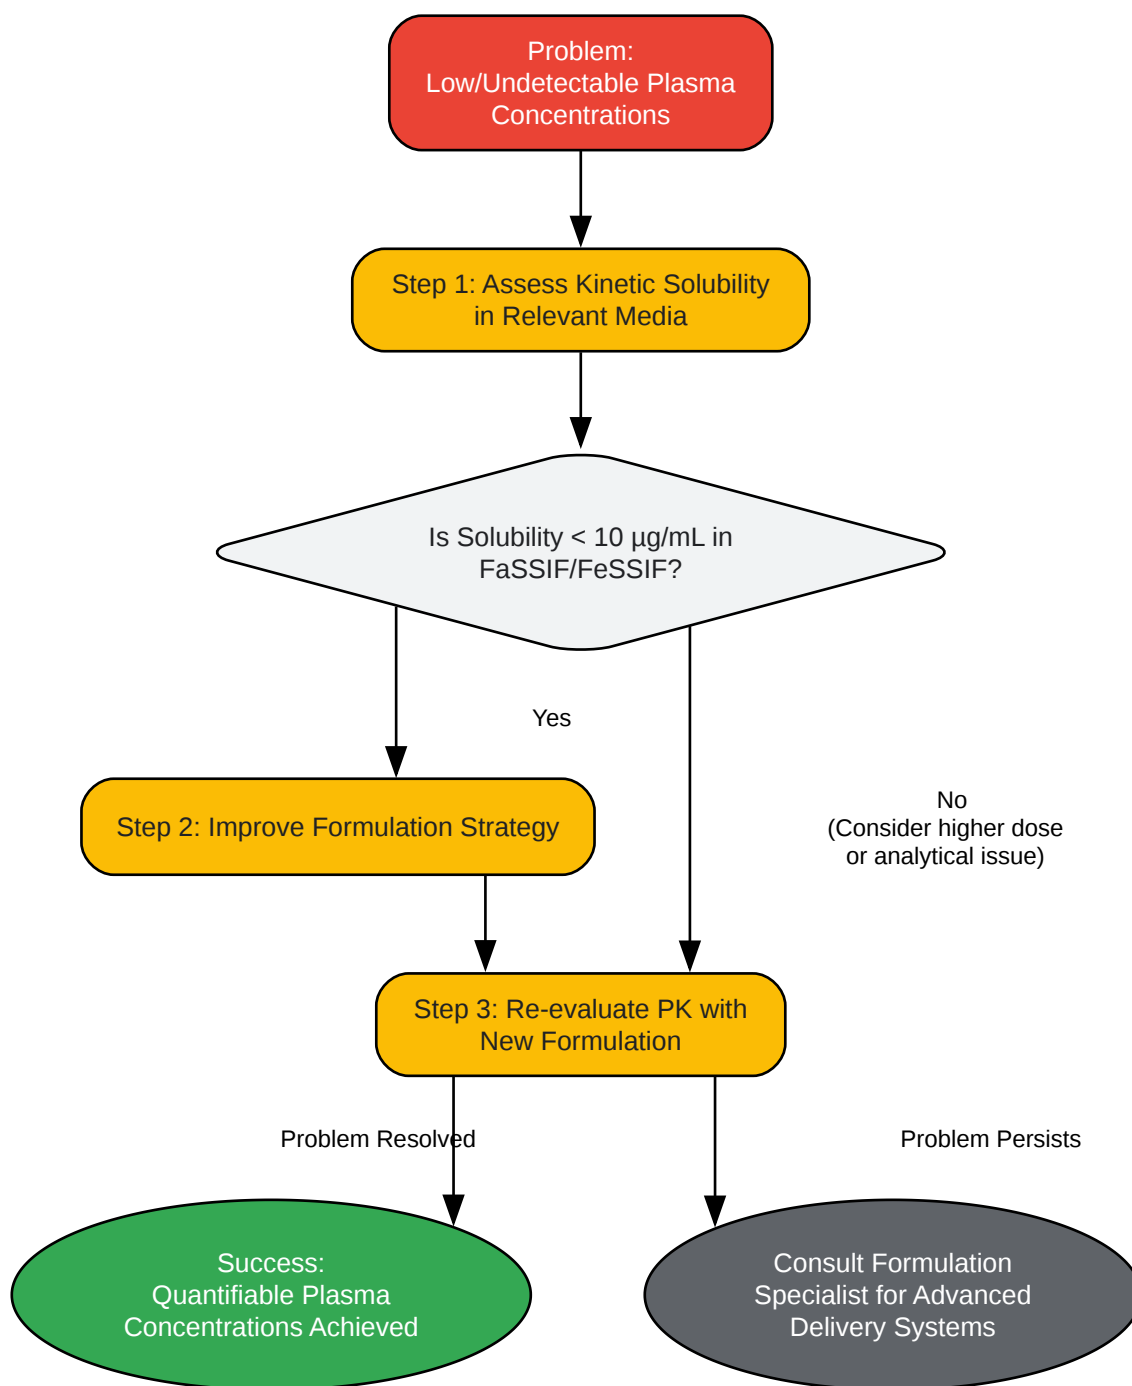 Problem:
Low/Undetectable Plasma
Concentrations
Step 1: Assess Kinetic Solubility
in Relevant Media
Is Solubility < 10 µg/mL in
FaSSIF/FeSSIF?
Yes
Step 2: Improve Formulation Strategy
No
(Consider higher dose
or analytical issue)
Step 3: Re-evaluate PK with
New Formulation
Problem Resolved
Problem Persists
Success:
Quantifiable Plasma
Concentrations Achieved
Consult Formulation
Specialist for Advanced
Delivery Systems